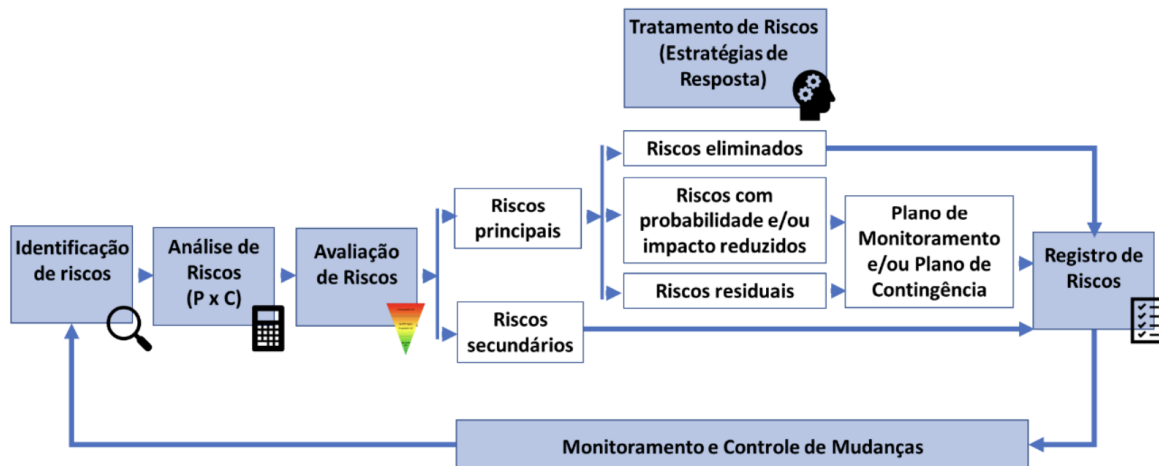 Tratamento de Riscos
(Estratégias de
Resposta)
Riscos eliminados
Riscos
principais
Riscos com
probabilidade e/ou
impacto reduzidos
Plano de
Monitoramento
e/ou Plano de
Contingência
Identificação
de riscos
Análise de
Riscos
(P x C)
Avaliação
de Riscos
Registro de
Riscos
Riscos residuais
Riscos
secundários
Monitoramento e Controle de Mudanças